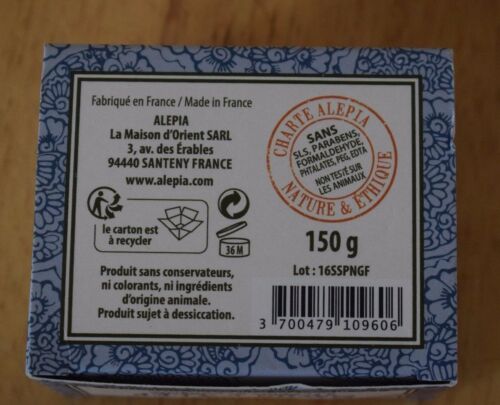 Fabriqué en France / Made in France
ALEPIA
La Maison d'Orient SARL
3, av. des Érables
94440 SANTENY FRANCE
www.alepia.com
CHARTE ALEPIA
SANS
SLS, PARABENS,
FORMALDEHYDE,
PHTALATES, PEG, EDTA
NON TESTÉ SUR
LES ANIMAUX
NATURE & ETHIQUE
le carton est
à recycler
36 M
150 g
Lot : 16SSPNGF
Produit sans conservateurs,
ni colorants, ni ingrédients
d'origine animale.
Produit sujet à dessiccation.
3 700479 109606